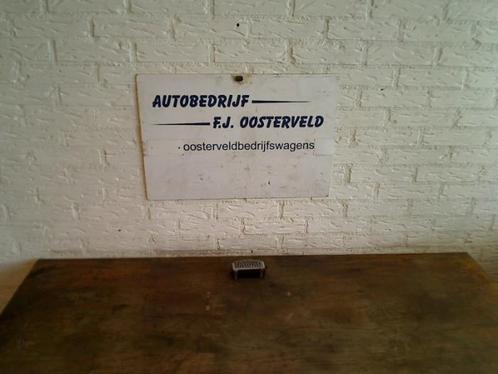 AUTOBEDRIJF
F.J. OOSTERVELD
· oosterveldbedrijfswagens